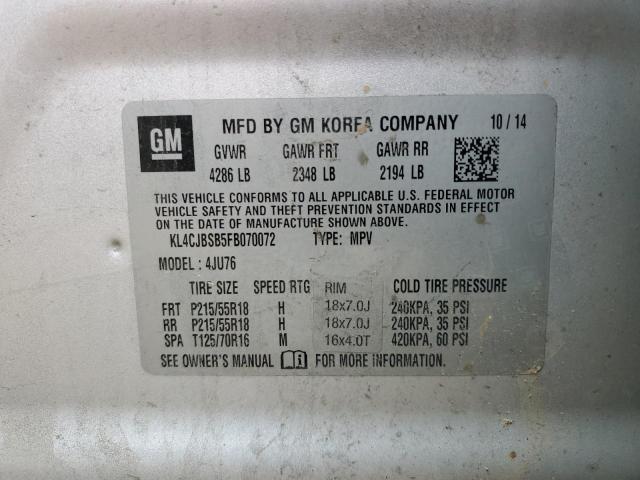 GM
MFD BY GM KOREA COMPANY 10/14
GVWR GAWR FRT GAWR RR
4286 LB 2348 LB 2194 LB
THIS VEHICLE CONFORMS TO ALL APPLICABLE U.S. FEDERAL MOTOR
VEHICLE SAFETY AND THEFT PREVENTION STANDARDS IN EFFECT
ON THE DATE OF MANUFACTURE SHOWN ABOVE.
KL4CJBSB5FB070072 TYPE: MPV
MODEL: 4JU76
TIRE SIZE SPEED RTG RIM COLD TIRE PRESSURE
FRT P215/55R18 H 18x7.0J 240KPA, 35 PSI
RR P215/55R18 H 18x7.0J 240KPA, 35 PSI
SPA T125/70R16 M 16x4.0T 420KPA, 60 PSI
SEE OWNER'S MANUAL FOR MORE INFORMATION.